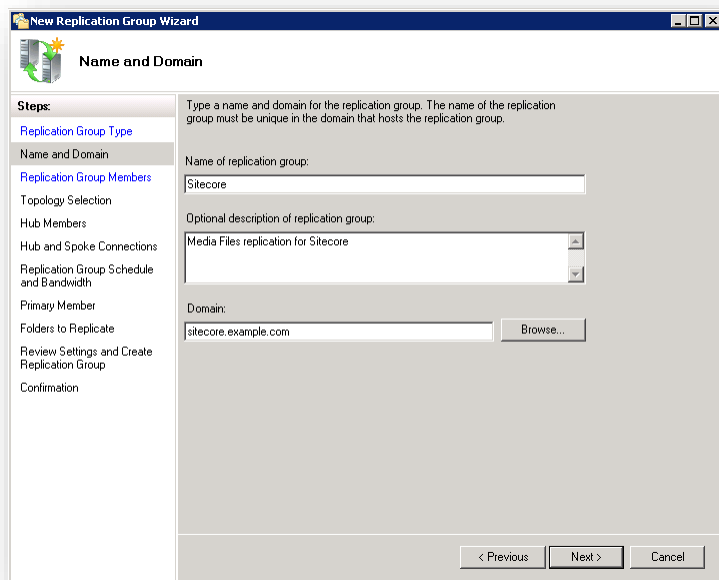 New Replication Group Wizard
Name and Domain
Steps:
Replication Group Type
Name and Domain
Replication Group Members
Topology Selection
Hub Members
Hub and Spoke Connections
Replication Group Schedule
and Bandwidth
Primary Member
Folders to Replicate
Review Settings and Create
Replication Group
Confirmation
Type a name and domain for the replication group. The name of the replication
group must be unique in the domain that hosts the replication group.
Name of replication group:
Sitecore
Optional description of replication group:
Media Files replication for Sitecore
Domain:
sitecore.example.com
Browse...
< Previous
Next >
Cancel